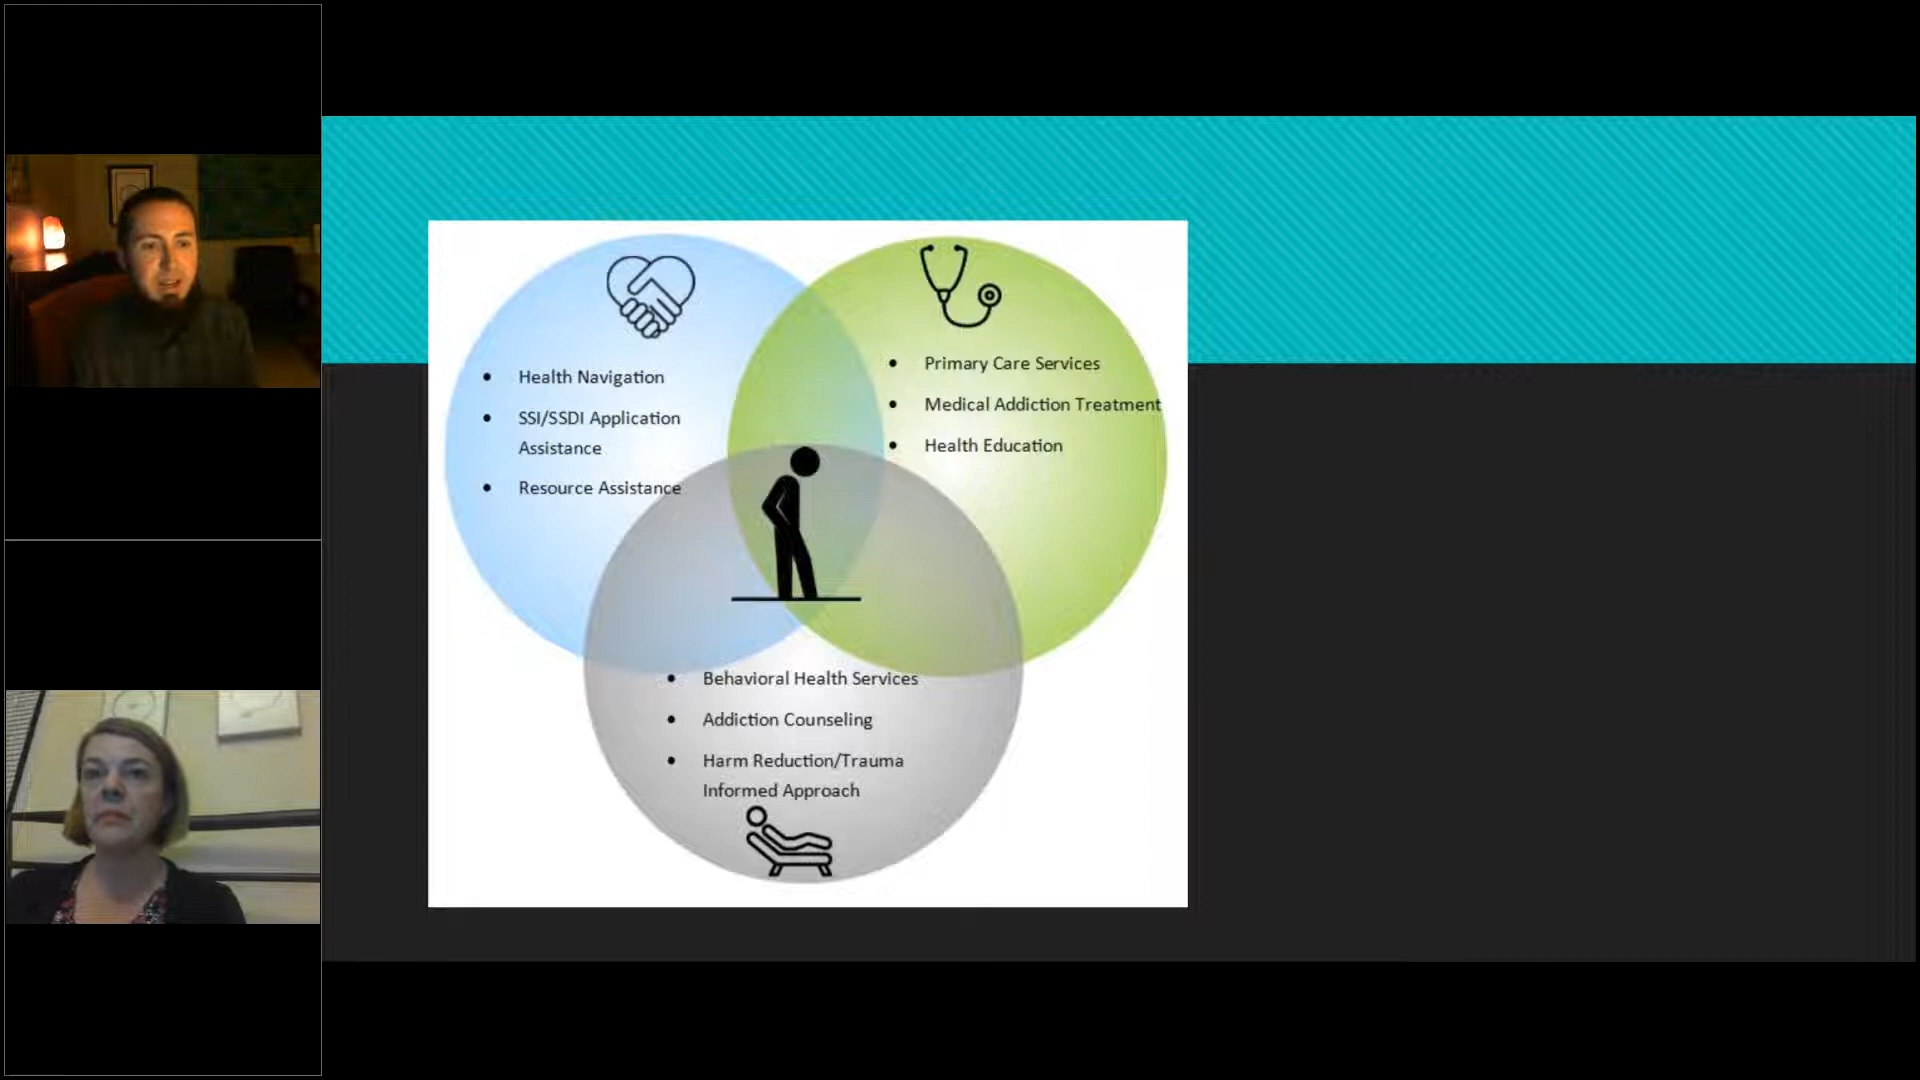 Health Navigation
SSI/SSDI Application
Assistance
Resource Assistance
Primary Care Services
Medical Addiction Treatment
Health Education
Behavioral Health Services
Addiction Counseling
Harm Reduction/Trauma
Informed Approach